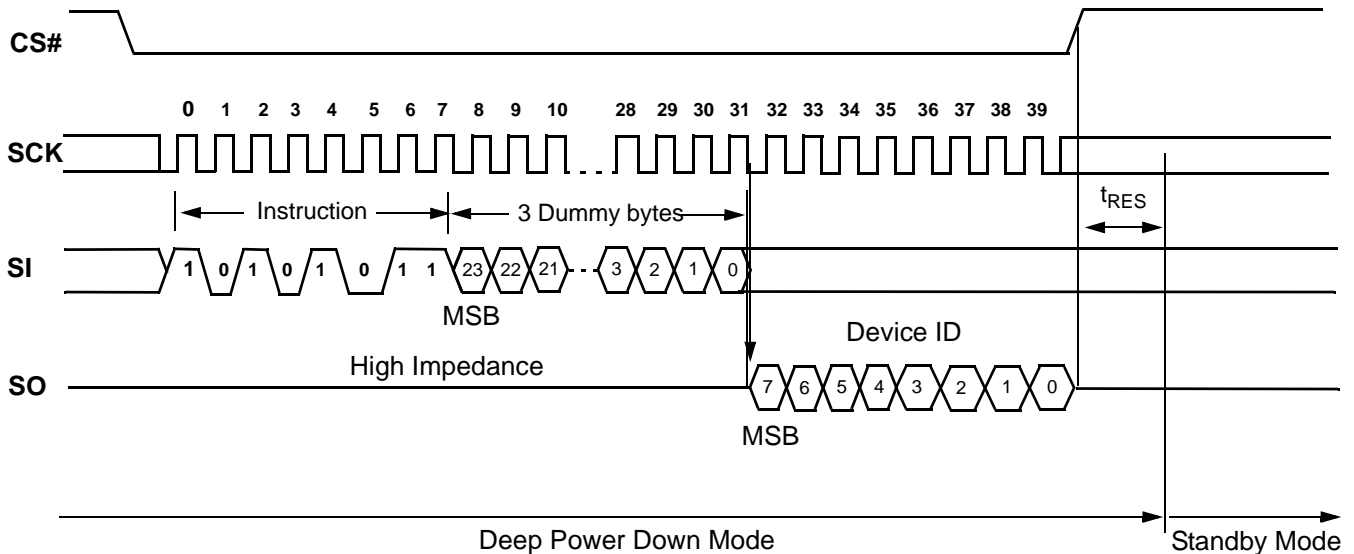 CS#
0 1 2 3 4 5 6 7 8 9 10 28 29 30 31 32 33 34 35 36 37 38 39
SCK
t_RES
Instruction
3 Dummy bytes
SI
1 0 1 0 1 0 1 1 23 22 21 3 2 1 0
MSB
Device ID
High Impedance
SO
7 6 5 4 3 2 1 0
MSB
Deep Power Down Mode
Standby Mode